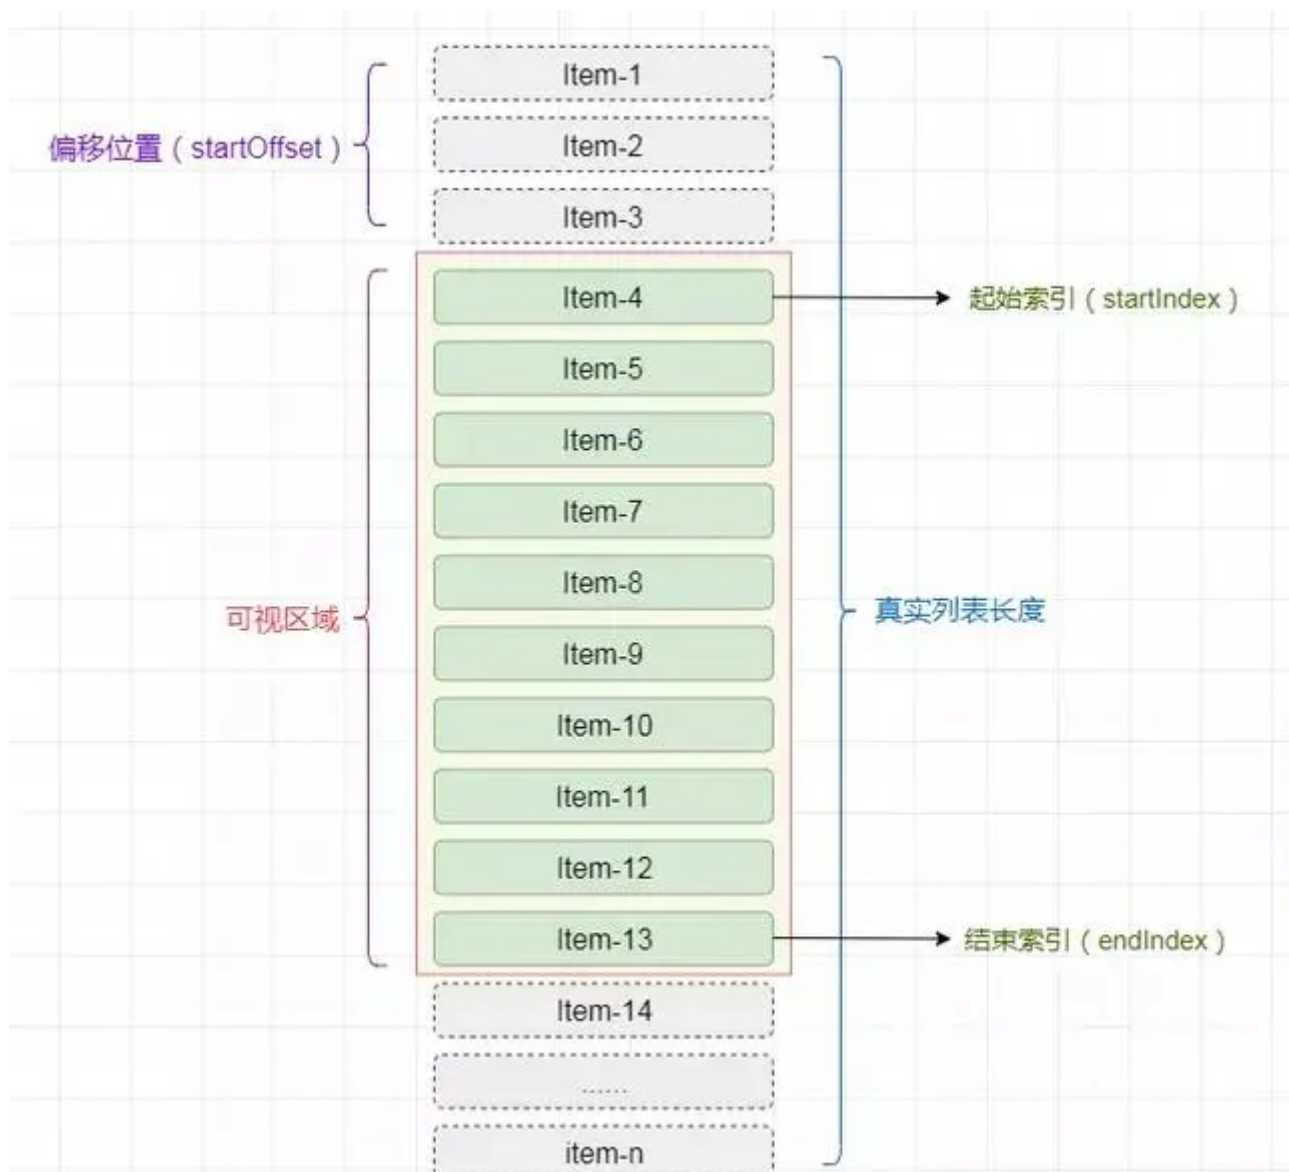 Item-1
偏移位置（startOffset）
Item-2
Item-3
Item-4
起始索引（startIndex）
Item-5
Item-6
Item-7
Item-8
可视区域
真实列表长度
Item-9
Item-10
Item-11
Item-12
Item-13
结束索引（endIndex）
Item-14
......
item-n